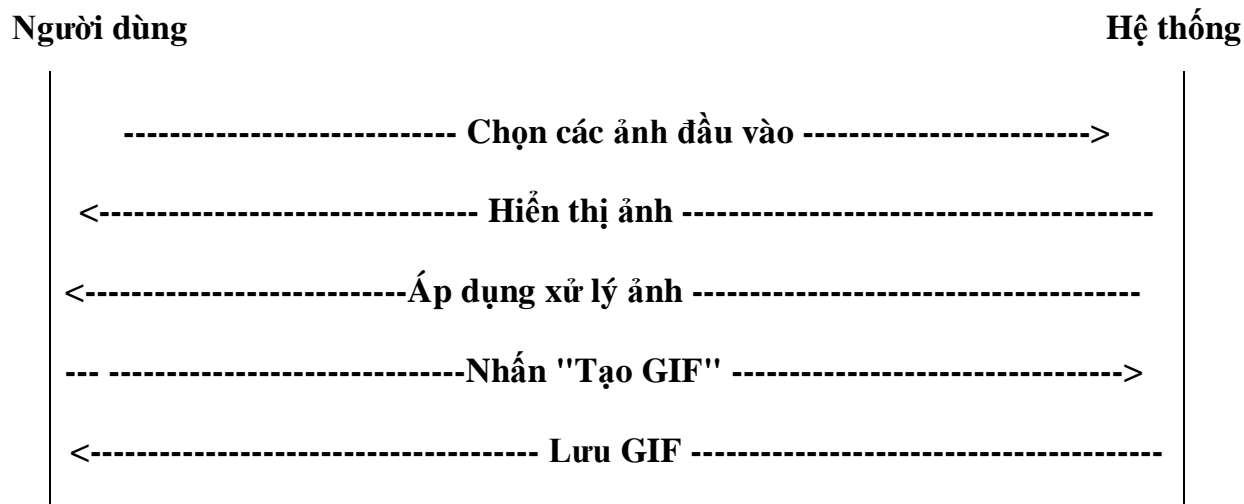 Người dùng Hệ thống
---------------------------- Chọn các ảnh đầu vào ------------------------->
<--------------------------------- Hiển thị ảnh -----------------------------------------
<----------------------------Áp dụng xử lý ảnh ---------------------------------------
--- -------------------------------Nhấn "Tạo GIF" ---------------------------------->
<--------------------------------------- Lưu GIF -----------------------------------------